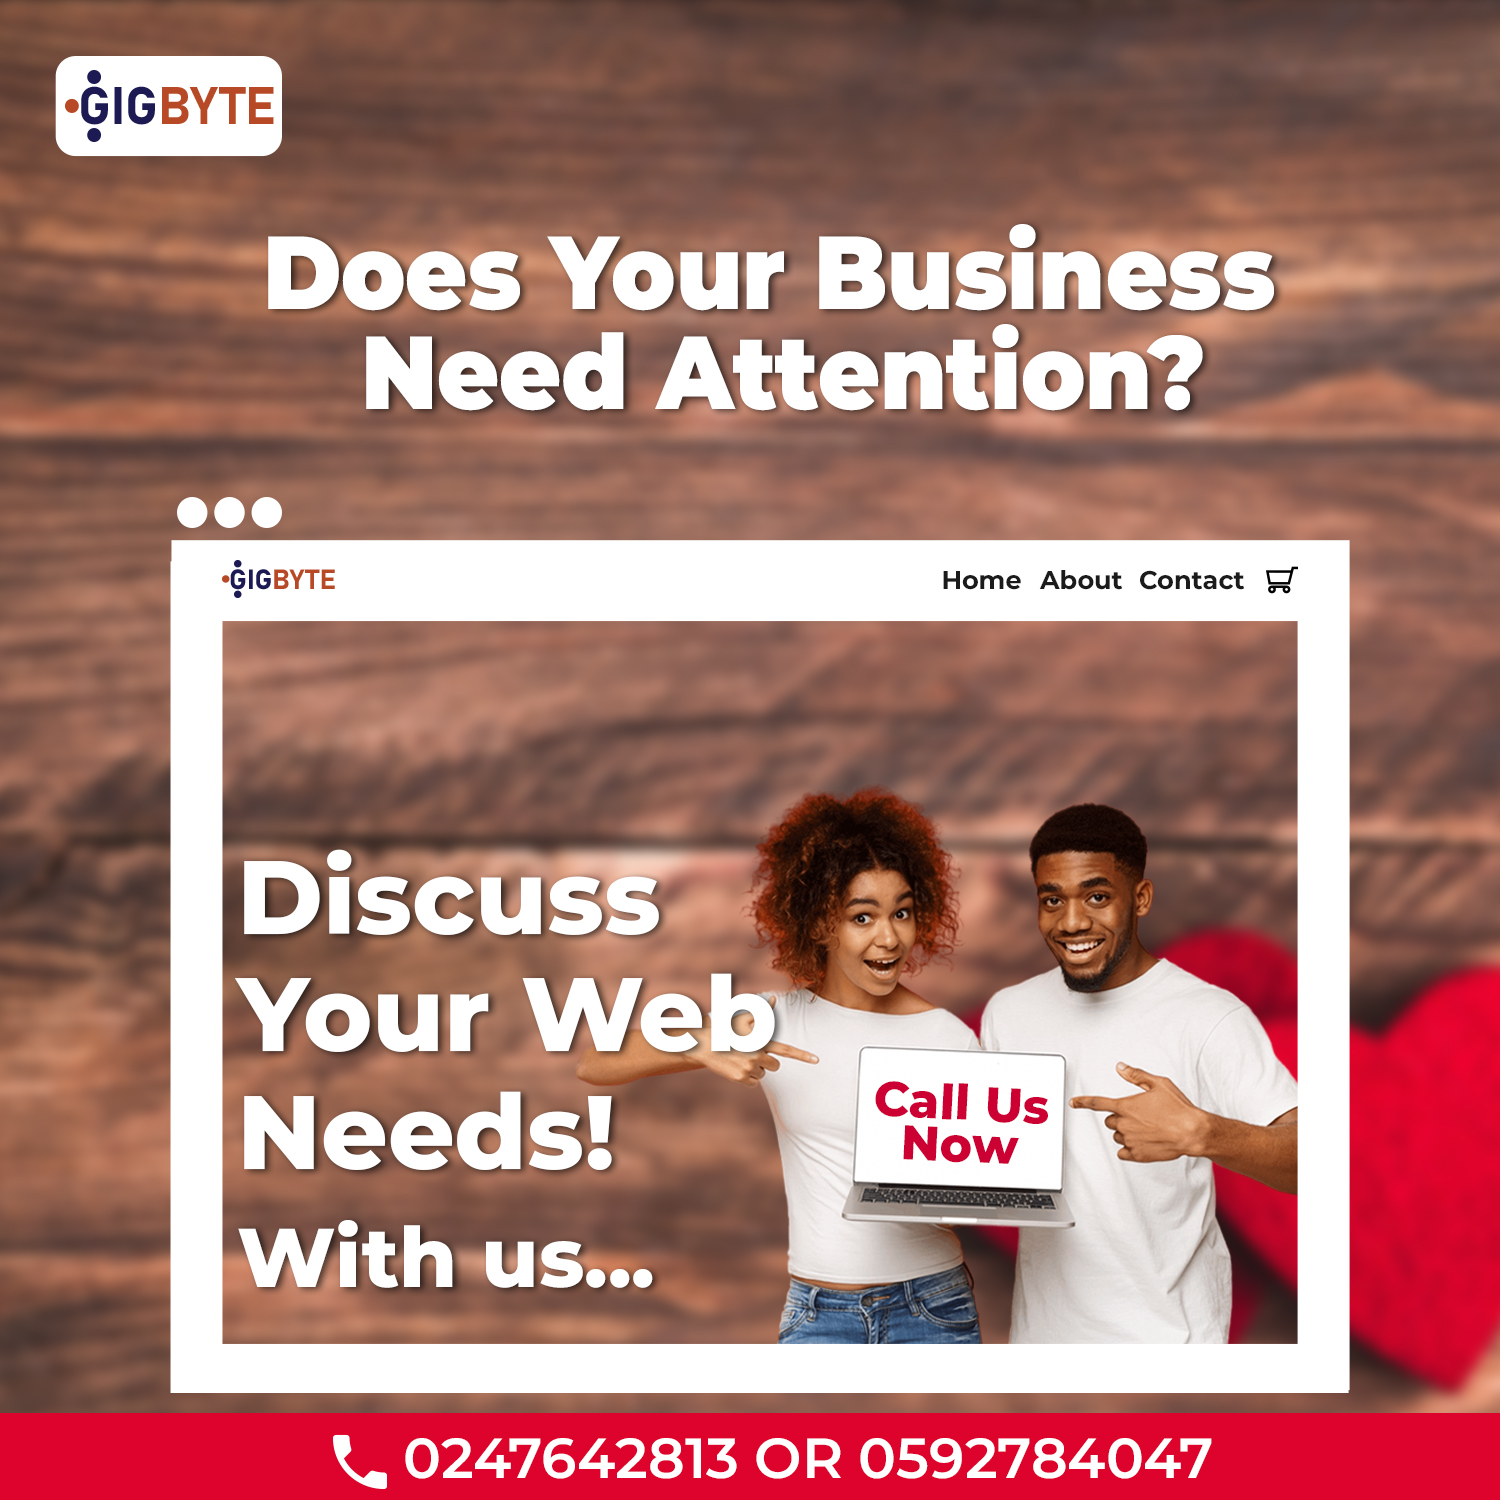 GIGBYTE
Does Your Business
Need Attention?
GIGBYTE
Home About Contact
Discuss
Your Web
Needs!
With us...
Call Us
Now
0247642813 OR 0592784047